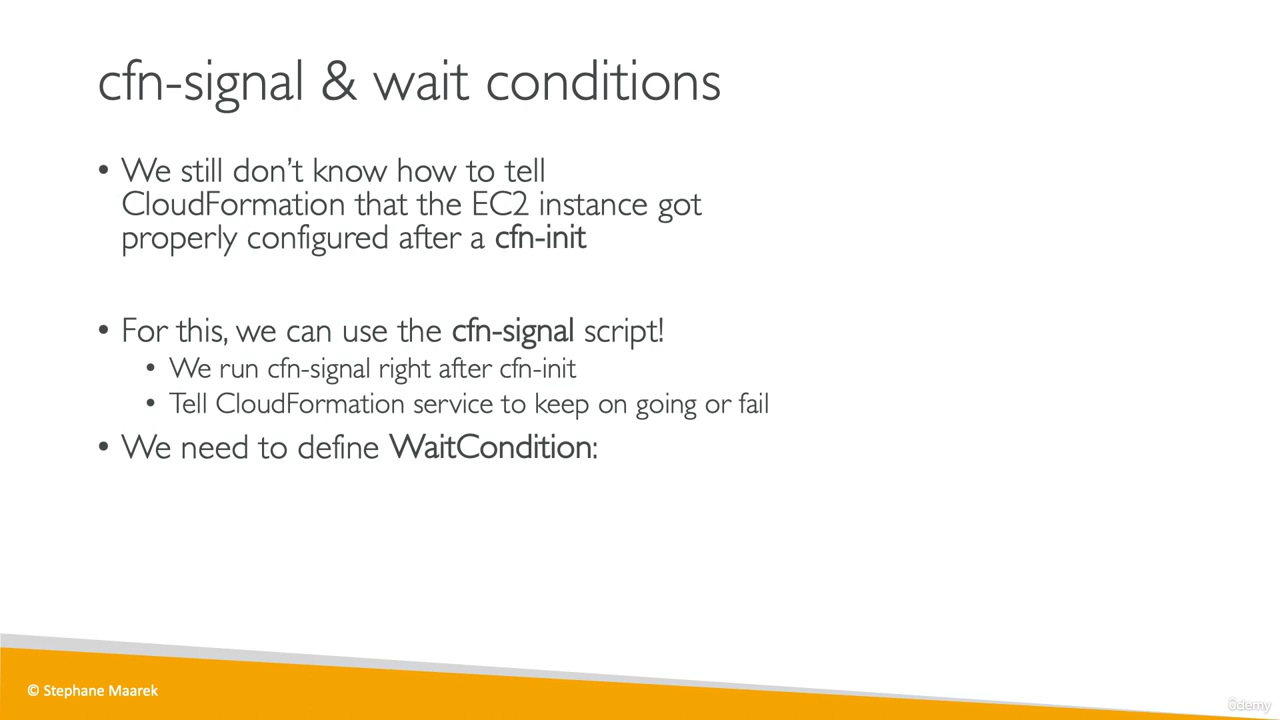 cfn-signal & wait conditions
• We still don’t know how to tell
CloudFormation that the EC2 instance got
properly configured after a cfn-init
• For this, we can use the cfn-signal script!
• We run cfn-signal right after cfn-init
• Tell CloudFormation service to keep on going or fail
• We need to define WaitCondition:
© Stephane Maarek
ûdemy